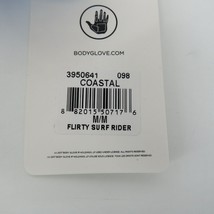 BODYGLOVE.COM
3950641 098
COASTAL
8 82015 50717 6
M/M
FLIRTY SURF RIDER